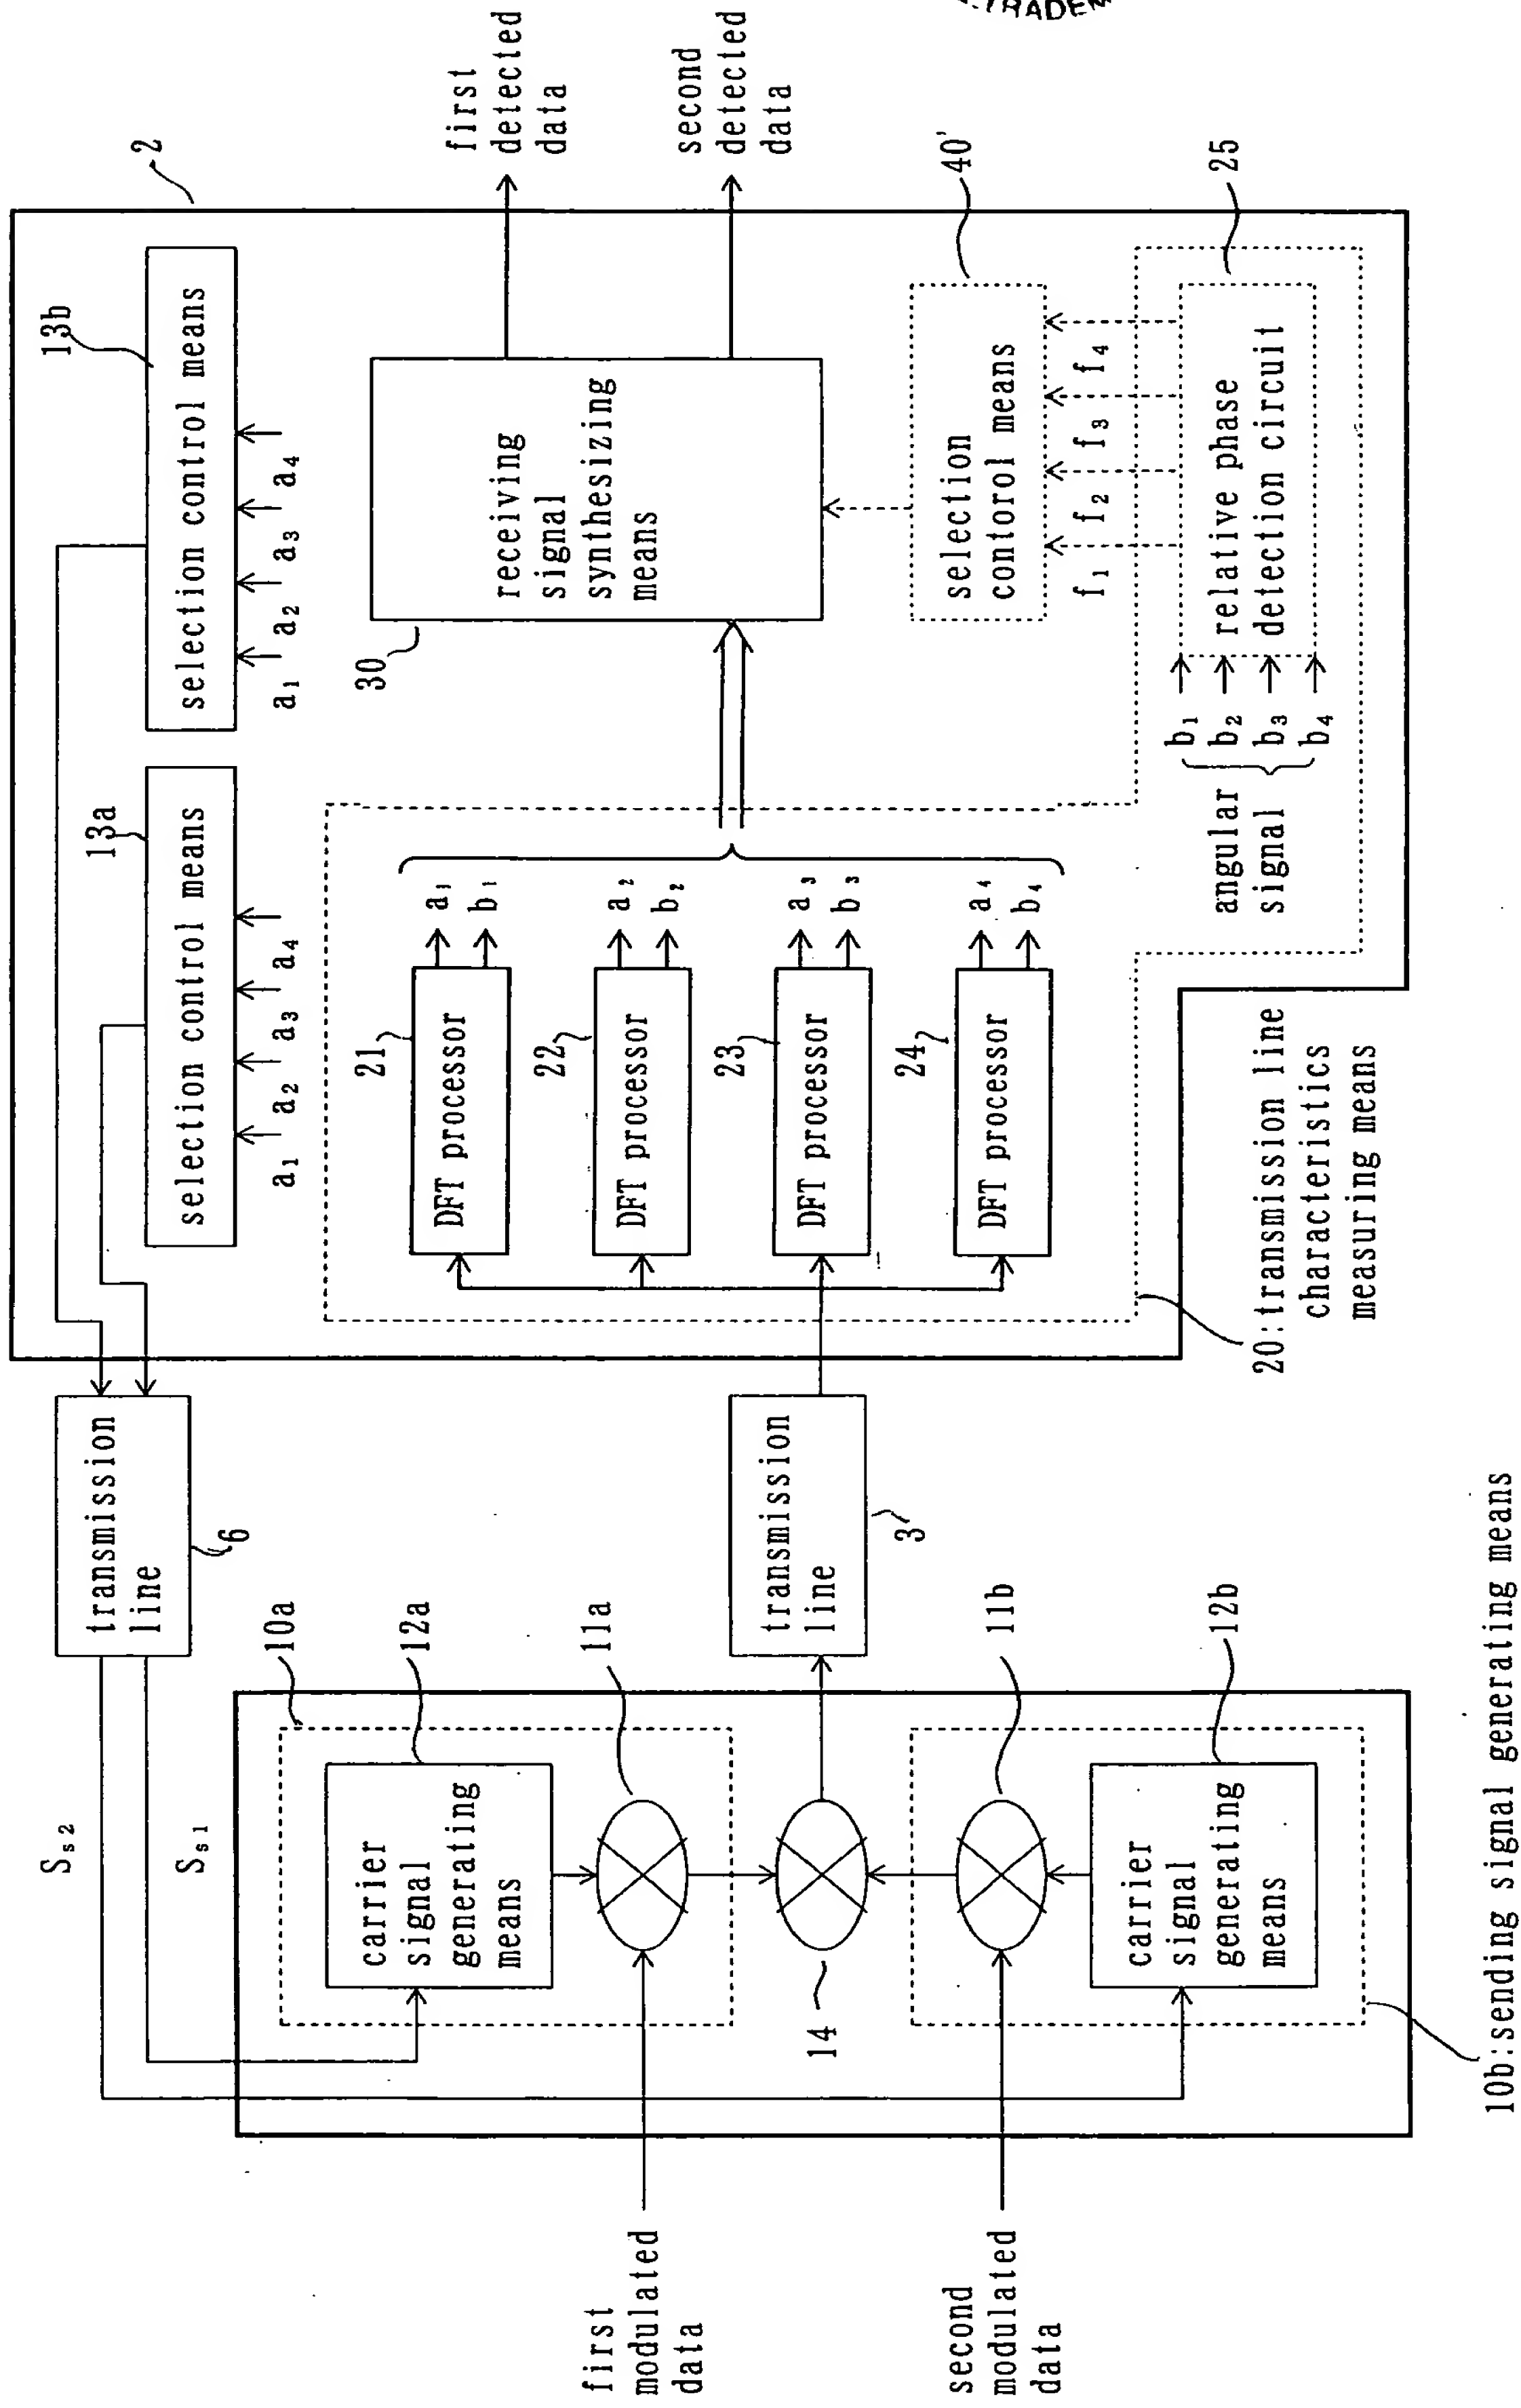 first
modulated
data
second
modulated
data
S s 2
S s 1
10a
carrier
signal
generating
means
12a
11a
14
11b
carrier
signal
generating
means
12b
10b:sending signal generating means
transmission
line
6
transmission
line
3
2
13a
selection control means
a1 a2 a3 a4
13b
selection control means
a1 a2 a3 a4
21
DFT processor
a1
b1
22
DFT processor
a2
b2
23
DFT processor
a3
b3
24
DFT processor
a4
b4
20:transmission line
characteristics
measuring means
30
receiving
signal
synthesizing
means
first
detected
data
second
detected
data
40'
selection
contorol means
f1 f2 f3 f4
25
relative phase
detection circuit
b1
b2
b3
b4
angular
signal